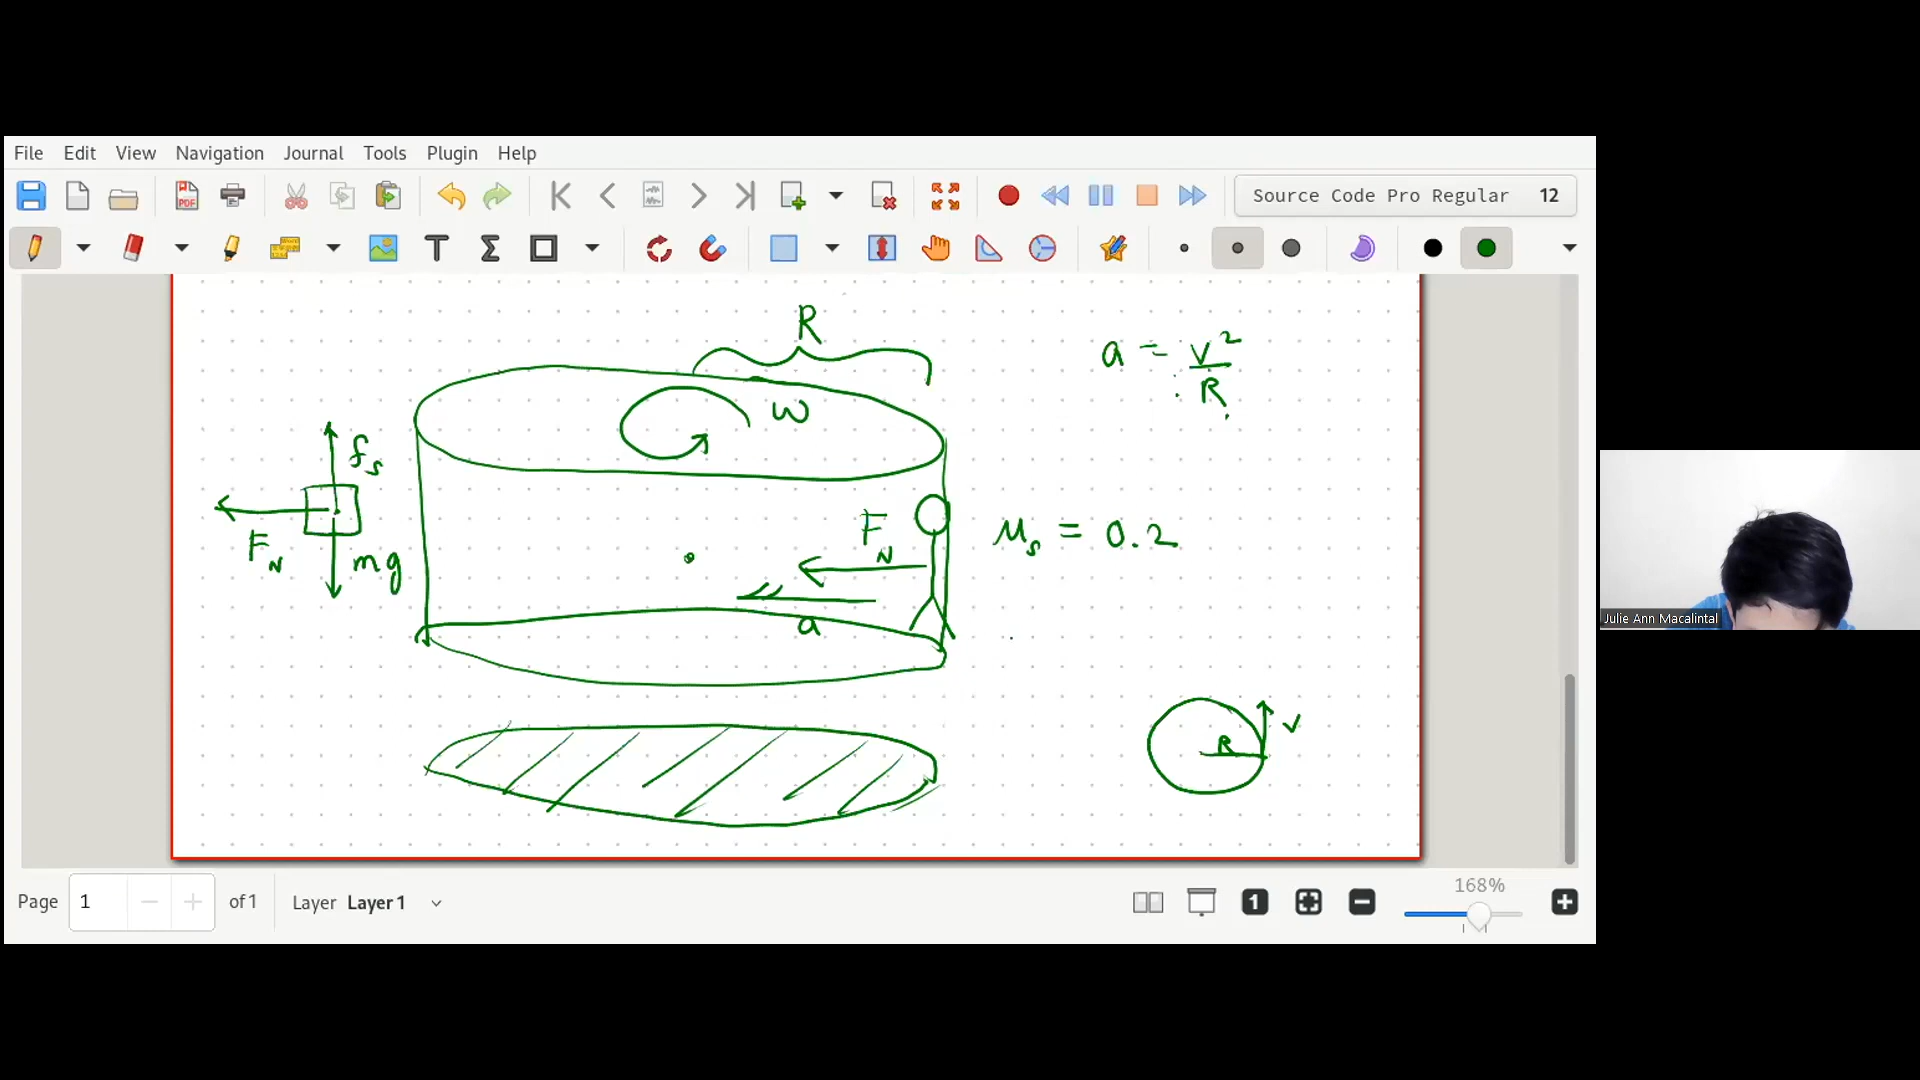 File Edit View Navigation Journal Tools Plugin Help
Source Code Pro Regular 12
R
a = v²/R
ω
fs
FN
mg
FN
μs = 0.2
a
R
v
Julie Ann Macalintal
Page 1 of 1 Layer Layer 1
1
168%